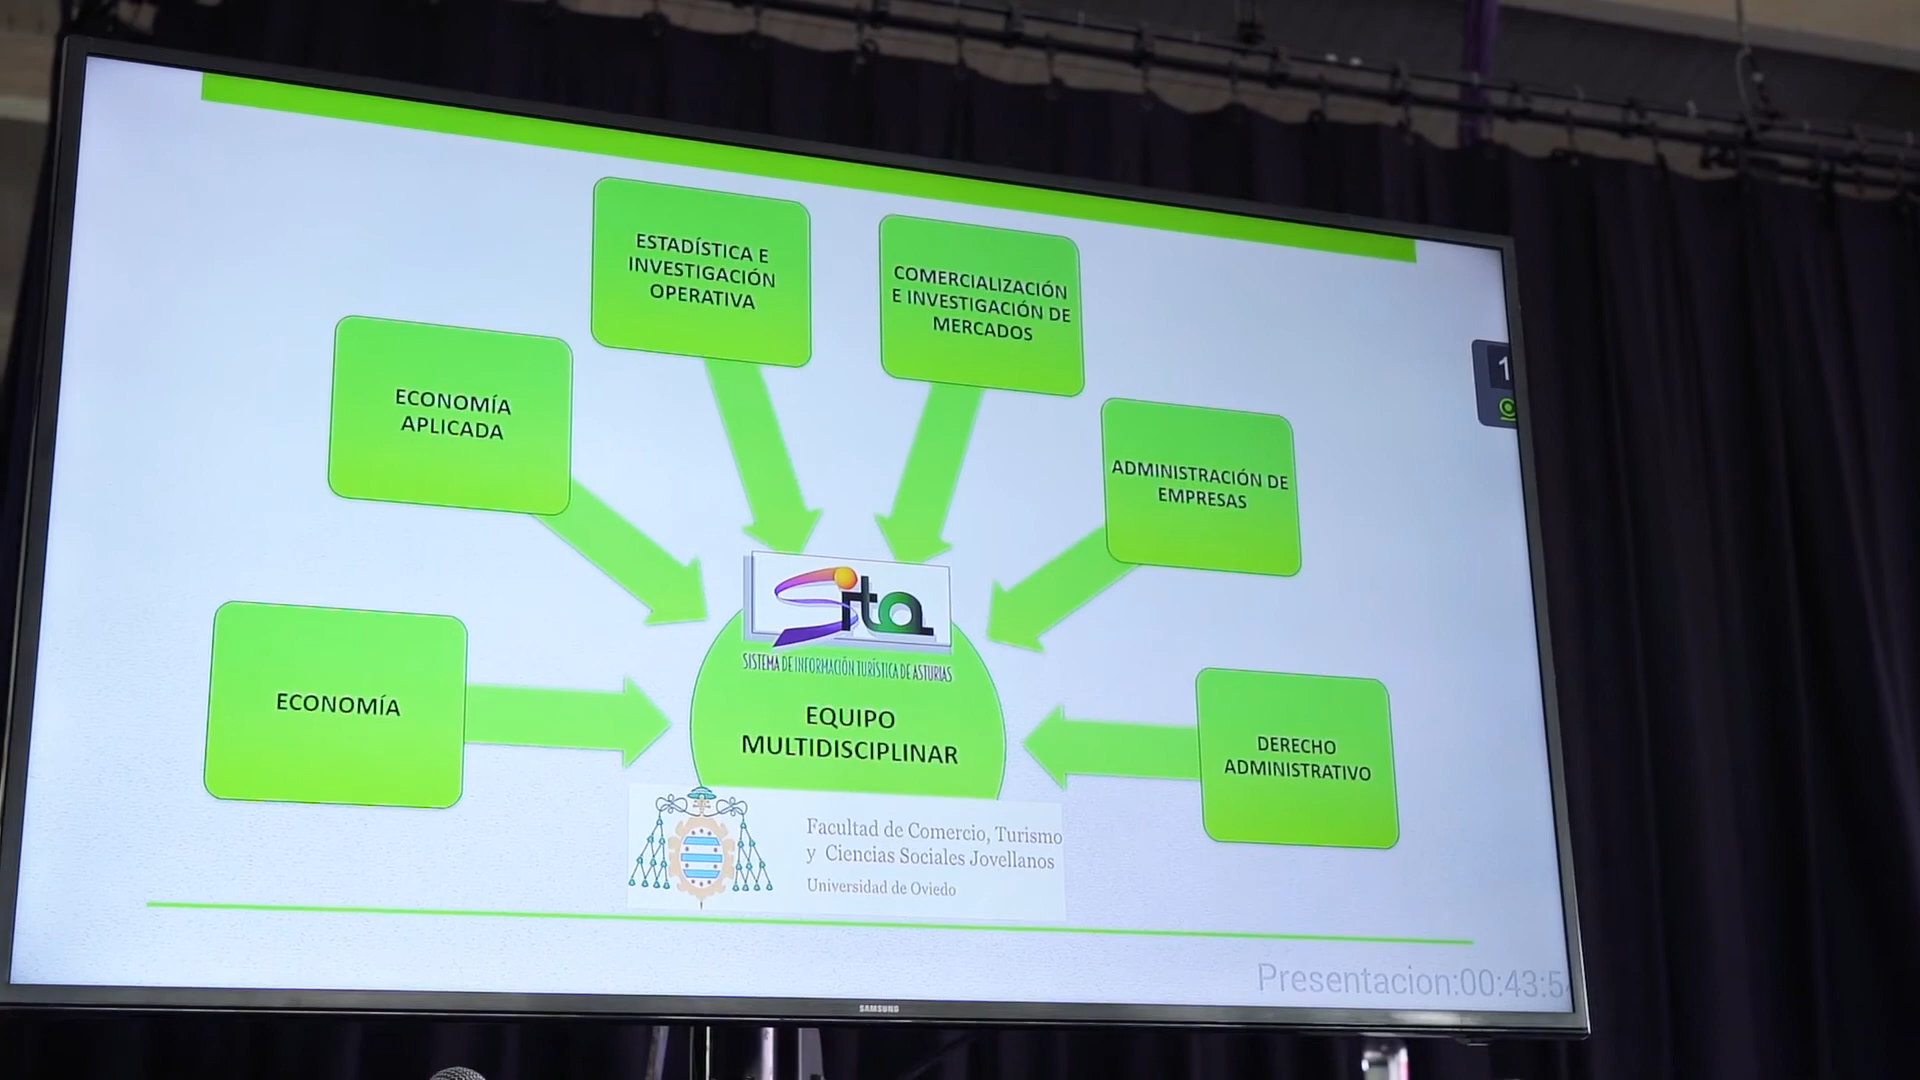 ESTADÍSTICA E
INVESTIGACIÓN
OPERATIVA
COMERCIALIZACIÓN
E INVESTIGACIÓN DE
MERCADOS
ECONOMÍA
APLICADA
ADMINISTRACIÓN DE
EMPRESAS
ECONOMÍA
sita
SISTEMA DE INFORMACIÓN TURÍSTICA DE ASTURIAS
EQUIPO
MULTIDISCIPLINAR
DERECHO
ADMINISTRATIVO
Facultad de Comercio, Turismo
y Ciencias Sociales Jovellanos
Universidad de Oviedo
Presentacion:00:43:5
SAMSUNG